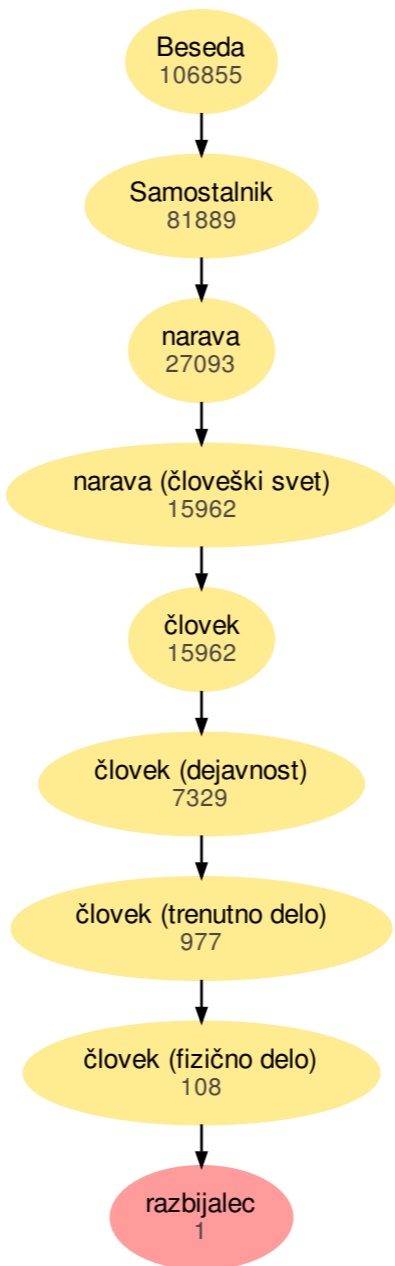 Beseda
106855
Samostalnik
81889
narava
27093
narava (človeški svet)
15962
človek
15962
človek (dejavnost)
7329
človek (trenutno delo)
977
človek (fizično delo)
108
razbijalec
1